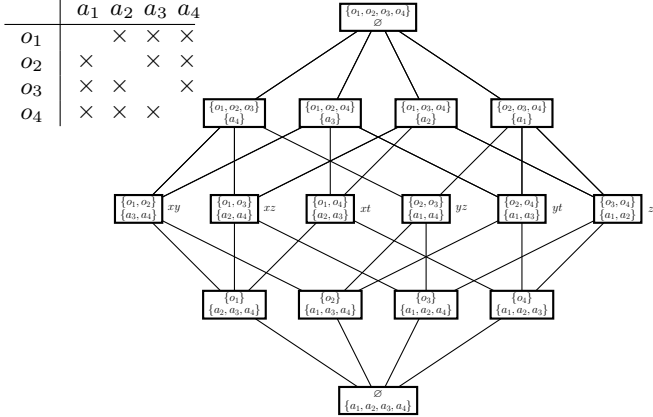 a₁ a₂ a₃ a₄
o₁ × × ×
o₂ × × ×
o₃ × × ×
o₄ × × ×
{o₁, o₂, o₃, o₄}
∅
{o₁, o₂, o₃}
{a₄}
{o₁, o₂, o₄}
{a₃}
{o₁, o₃, o₄}
{a₂}
{o₂, o₃, o₄}
{a₁}
{o₁, o₂}
{a₃, a₄}
xy
{o₁, o₃}
{a₂, a₄}
xz
{o₁, o₄}
{a₂, a₃}
xt
{o₂, o₃}
{a₁, a₄}
yz
{o₂, o₄}
{a₁, a₃}
yt
{o₃, o₄}
{a₁, a₂}
z
{o₁}
{a₂, a₃, a₄}
{o₂}
{a₁, a₃, a₄}
{o₃}
{a₁, a₂, a₄}
{o₄}
{a₁, a₂, a₃}
∅
{a₁, a₂, a₃, a₄}